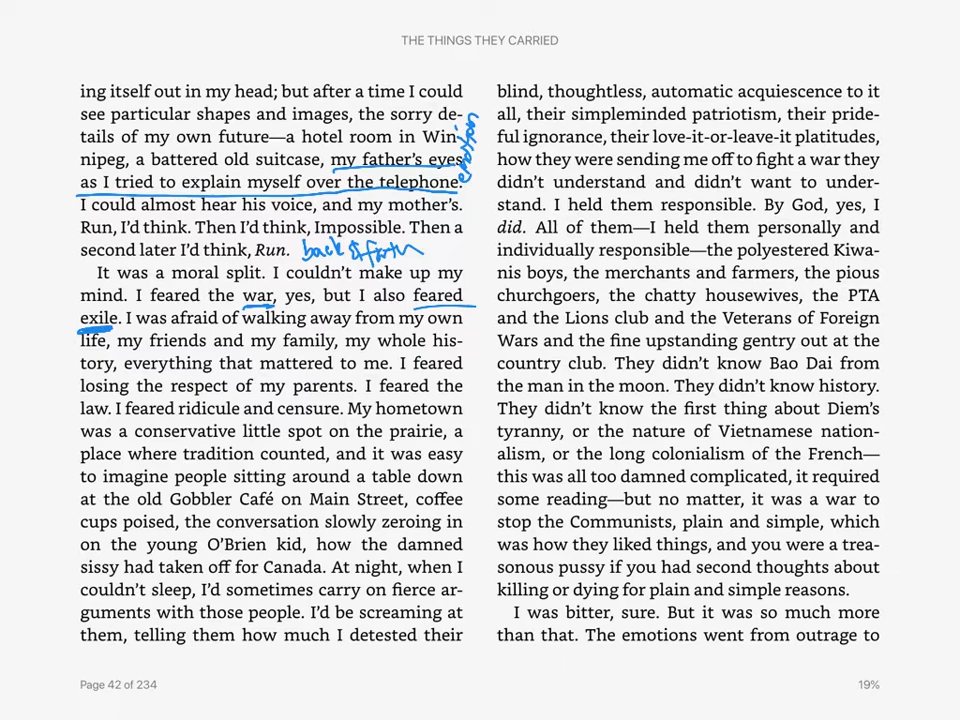 THE THINGS THEY CARRIED
ing itself out in my head; but after a time I could
see particular shapes and images, the sorry de-
tails of my own future—a hotel room in Win-
nipeg, a battered old suitcase, my father's eyes
as I tried to explain myself over the telephone.
I could almost hear his voice, and my mother's.
Run, I'd think. Then I'd think, Impossible. Then a
second later I'd think, Run. back & forth
It was a moral split. I couldn't make up my
mind. I feared the war, yes, but I also feared
exile. I was afraid of walking away from my own
life, my friends and my family, my whole his-
tory, everything that mattered to me. I feared
losing the respect of my parents. I feared the
law. I feared ridicule and censure. My hometown
was a conservative little spot on the prairie, a
place where tradition counted, and it was easy
to imagine people sitting around a table down
at the old Gobbler Café on Main Street, coffee
cups poised, the conversation slowly zeroing in
on the young O'Brien kid, how the damned
sissy had taken off for Canada. At night, when I
couldn't sleep, I'd sometimes carry on fierce ar-
guments with those people. I'd be screaming at
them, telling them how much I detested their
blind, thoughtless, automatic acquiescence to it
all, their simpleminded patriotism, their pride-
ful ignorance, their love-it-or-leave-it platitudes,
how they were sending me off to fight a war they
didn't understand and didn't want to under-
stand. I held them responsible. By God, yes, I
did. All of them—I held them personally and
individually responsible—the polyestered Kiwa-
nis boys, the merchants and farmers, the pious
churchgoers, the chatty housewives, the PTA
and the Lions club and the Veterans of Foreign
Wars and the fine upstanding gentry out at the
country club. They didn't know Bao Dai from
the man in the moon. They didn't know history.
They didn't know the first thing about Diem's
tyranny, or the nature of Vietnamese nation-
alism, or the long colonialism of the French—
this was all too damned complicated, it required
some reading—but no matter, it was a war to
stop the Communists, plain and simple, which
was how they liked things, and you were a trea-
sonous pussy if you had second thoughts about
killing or dying for plain and simple reasons.
I was bitter, sure. But it was so much more
than that. The emotions went from outrage to
Page 42 of 234
19%